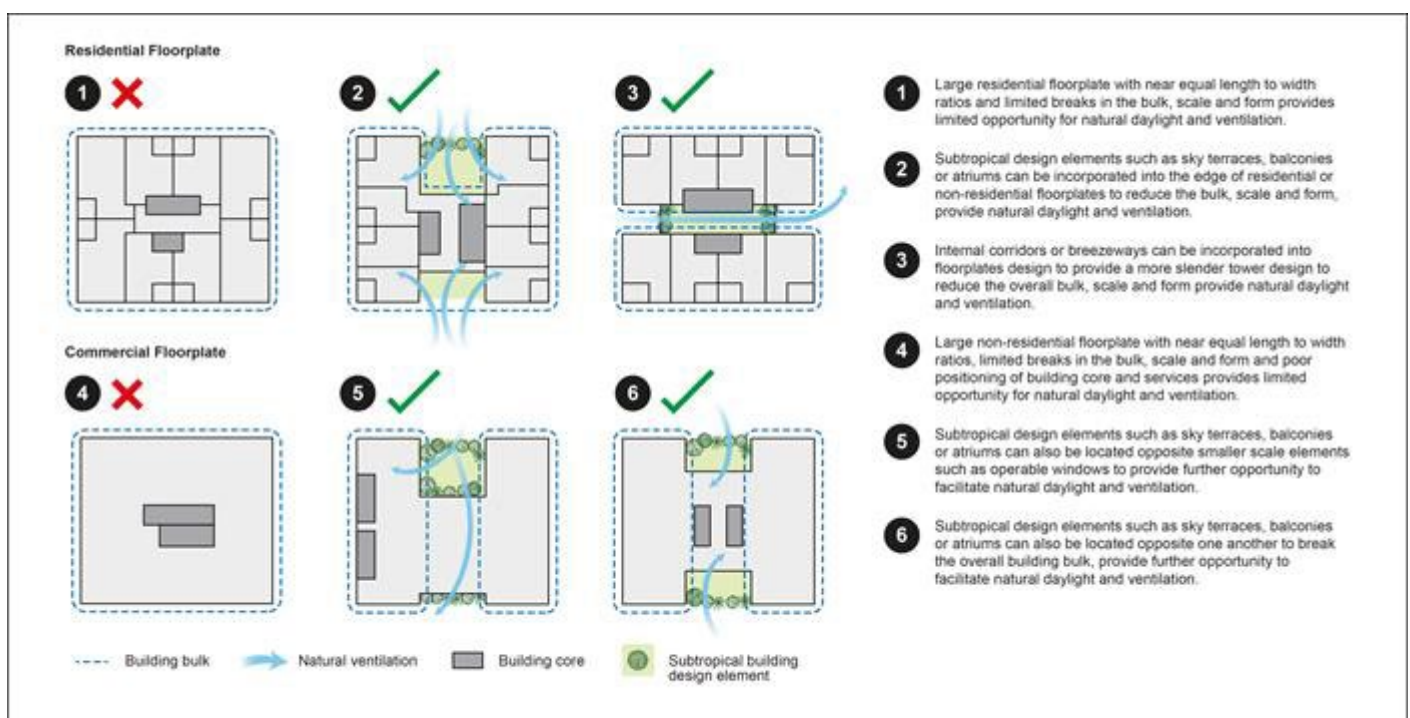 Residential Floorplate
1
2
3
Commercial Floorplate
4
5
6
1
Large residential floorplate with near equal length to width
ratios and limited breaks in the bulk, scale and form provides
limited opportunity for natural daylight and ventilation.
2
Subtropical design elements such as sky terraces, balconies
or atriums can be incorporated into the edge of residential or
non-residential floorplates to reduce the bulk, scale and form,
provide natural daylight and ventilation.
3
Internal corridors or breezeways can be incorporated into
floorplates design to provide a more slender tower design to
reduce the overall bulk, scale and form provide natural daylight
and ventilation.
4
Large non-residential floorplate with near equal length to width
ratios, limited breaks in the bulk, scale and form and poor
positioning of building core and services provides limited
opportunity for natural daylight and ventilation.
5
Subtropical design elements such as sky terraces, balconies
or atriums can also be located opposite smaller scale elements
such as operable windows to provide further opportunity to
facilitate natural daylight and ventilation.
6
Subtropical design elements such as sky terraces, balconies
or atriums can also be located opposite one another to break
the overall building bulk, provide further opportunity to
facilitate natural daylight and ventilation.
Building bulk
Natural ventilation
Building core
Subtropical building
design element